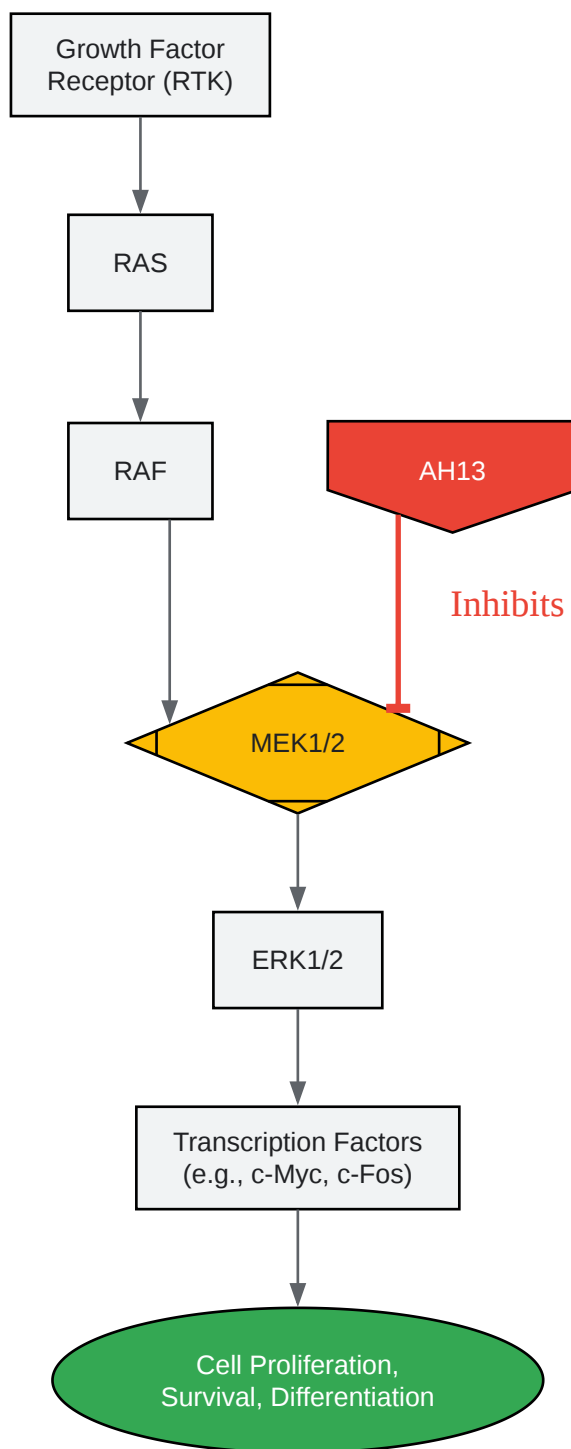 Growth Factor
Receptor (RTK)
RAS
RAF
AH13
Inhibits
MEK1/2
ERK1/2
Transcription Factors
(e.g., c-Myc, c-Fos)
Cell Proliferation,
Survival, Differentiation